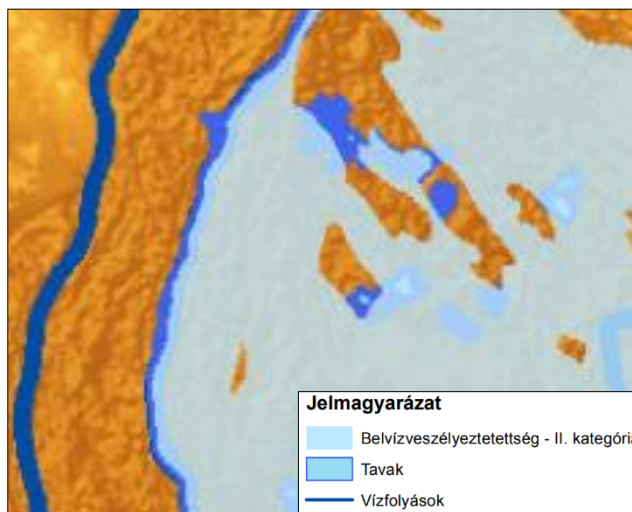 Jelmagyarázat
Belvízveszélyeztetettség - II. kategória
Tavak
Vízfolyások